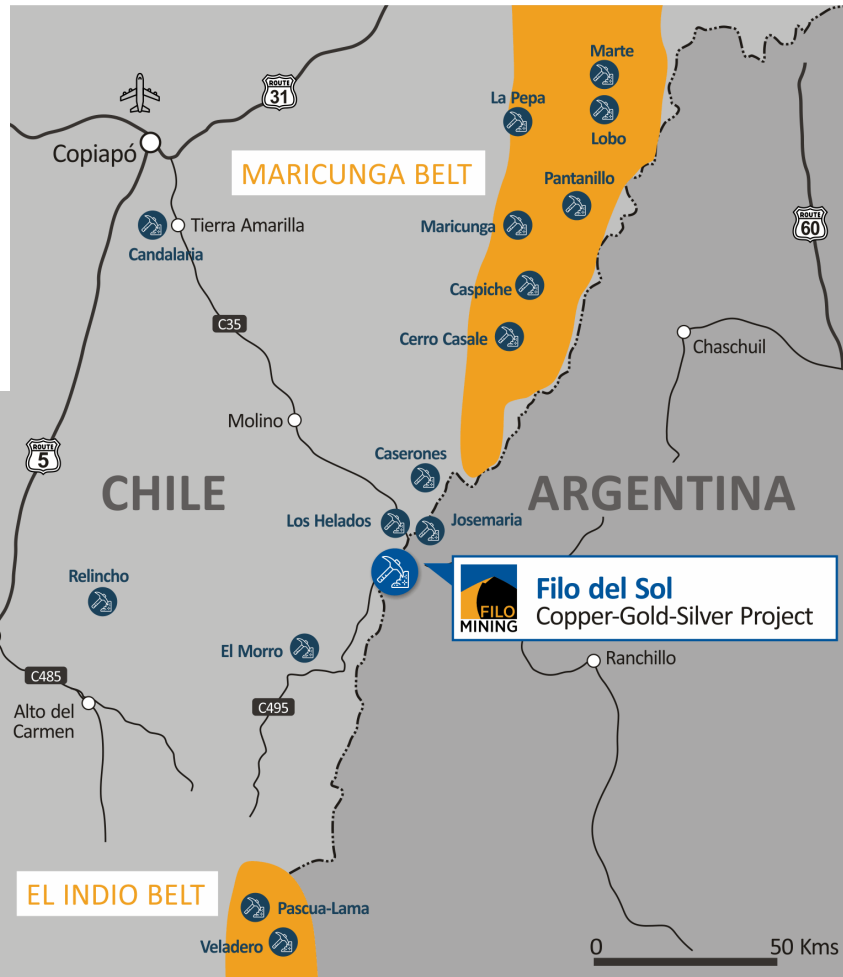 Marte
ROUTE
31
La Pepa
Lobo
Copiapó
MARICUNGA BELT
Pantanillo
Maricunga
Tierra Amarilla
ROUTE
60
Candalaria
Caspiche
C35
Cerro Casale
Chaschuil
Molino
ROUTE
5
Caserones
CHILE
ARGENTINA
Los Helados
Josemaria
Relincho
FILO
MINING
Filo del Sol
Copper-Gold-Silver Project
El Morro
Ranchillo
C485
C495
Alto del
Carmen
EL INDIO BELT
Pascua-Lama
Veladero
0
50 Kms